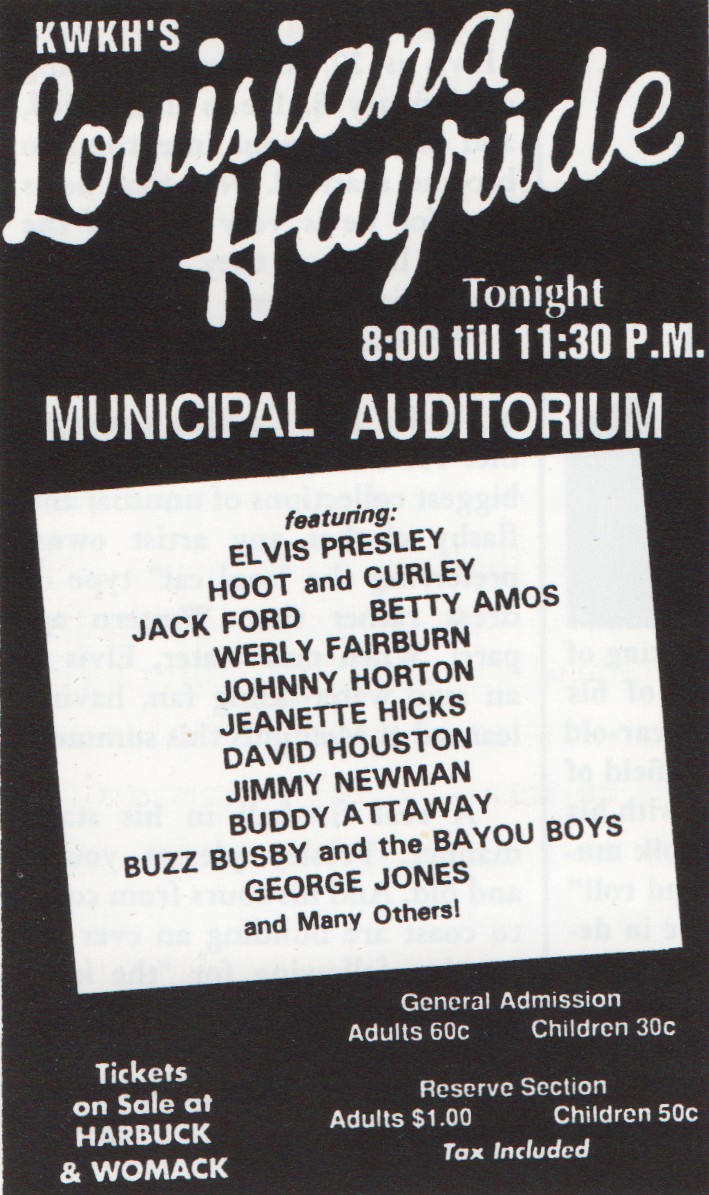 KWKH'S
Louisiana
Hayride
Tonight
8:00 till 11:30 P.M.
MUNICIPAL AUDITORIUM
featuring:
ELVIS PRESLEY
HOOT and CURLEY
JACK FORD BETTY AMOS
WERLY FAIRBURN
JOHNNY HORTON
JEANETTE HICKS
DAVID HOUSTON
JIMMY NEWMAN
BUDDY ATTAWAY
BUZZ BUSBY and the BAYOU BOYS
GEORGE JONES
and Many Others!
General Admission
Adults 60c Children 30c
Reserve Section
Adults $1.00 Children 50c
Tax Included
Tickets
on Sale at
HARBUCK
& WOMACK